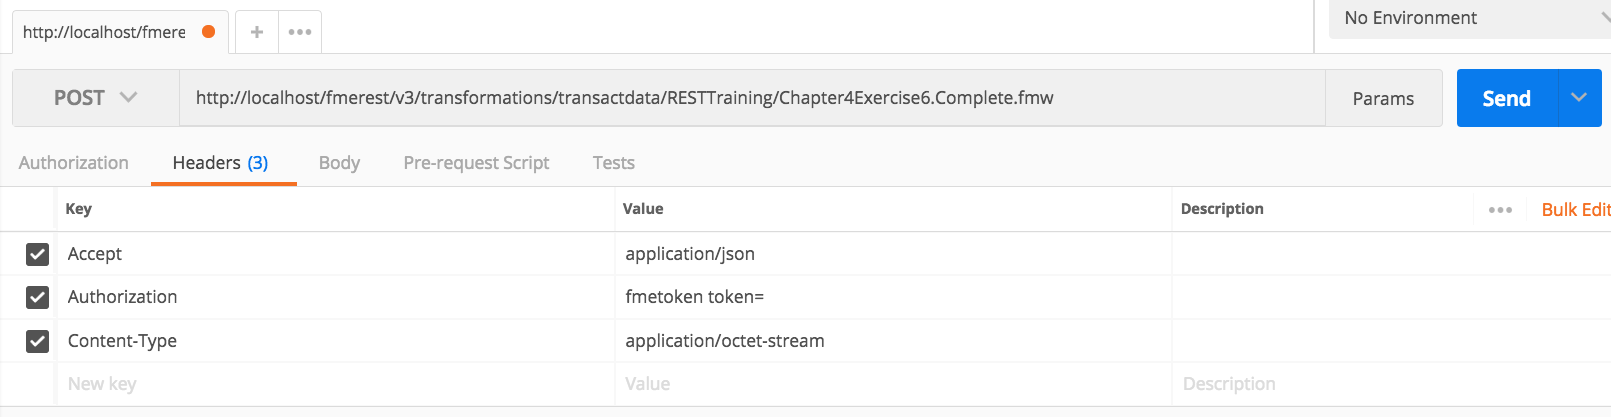 http://localhost/fmere
No Environment
POST http://localhost/fmerest/v3/transformations/transactdata/RESTTraining/Chapter4Exercise6.Complete.fmw Params Send
Authorization Headers (3) Body Pre-request Script Tests
Key Value Description Bulk Edit
Accept application/json
Authorization fmetoken token=
Content-Type application/octet-stream
New key Value Description